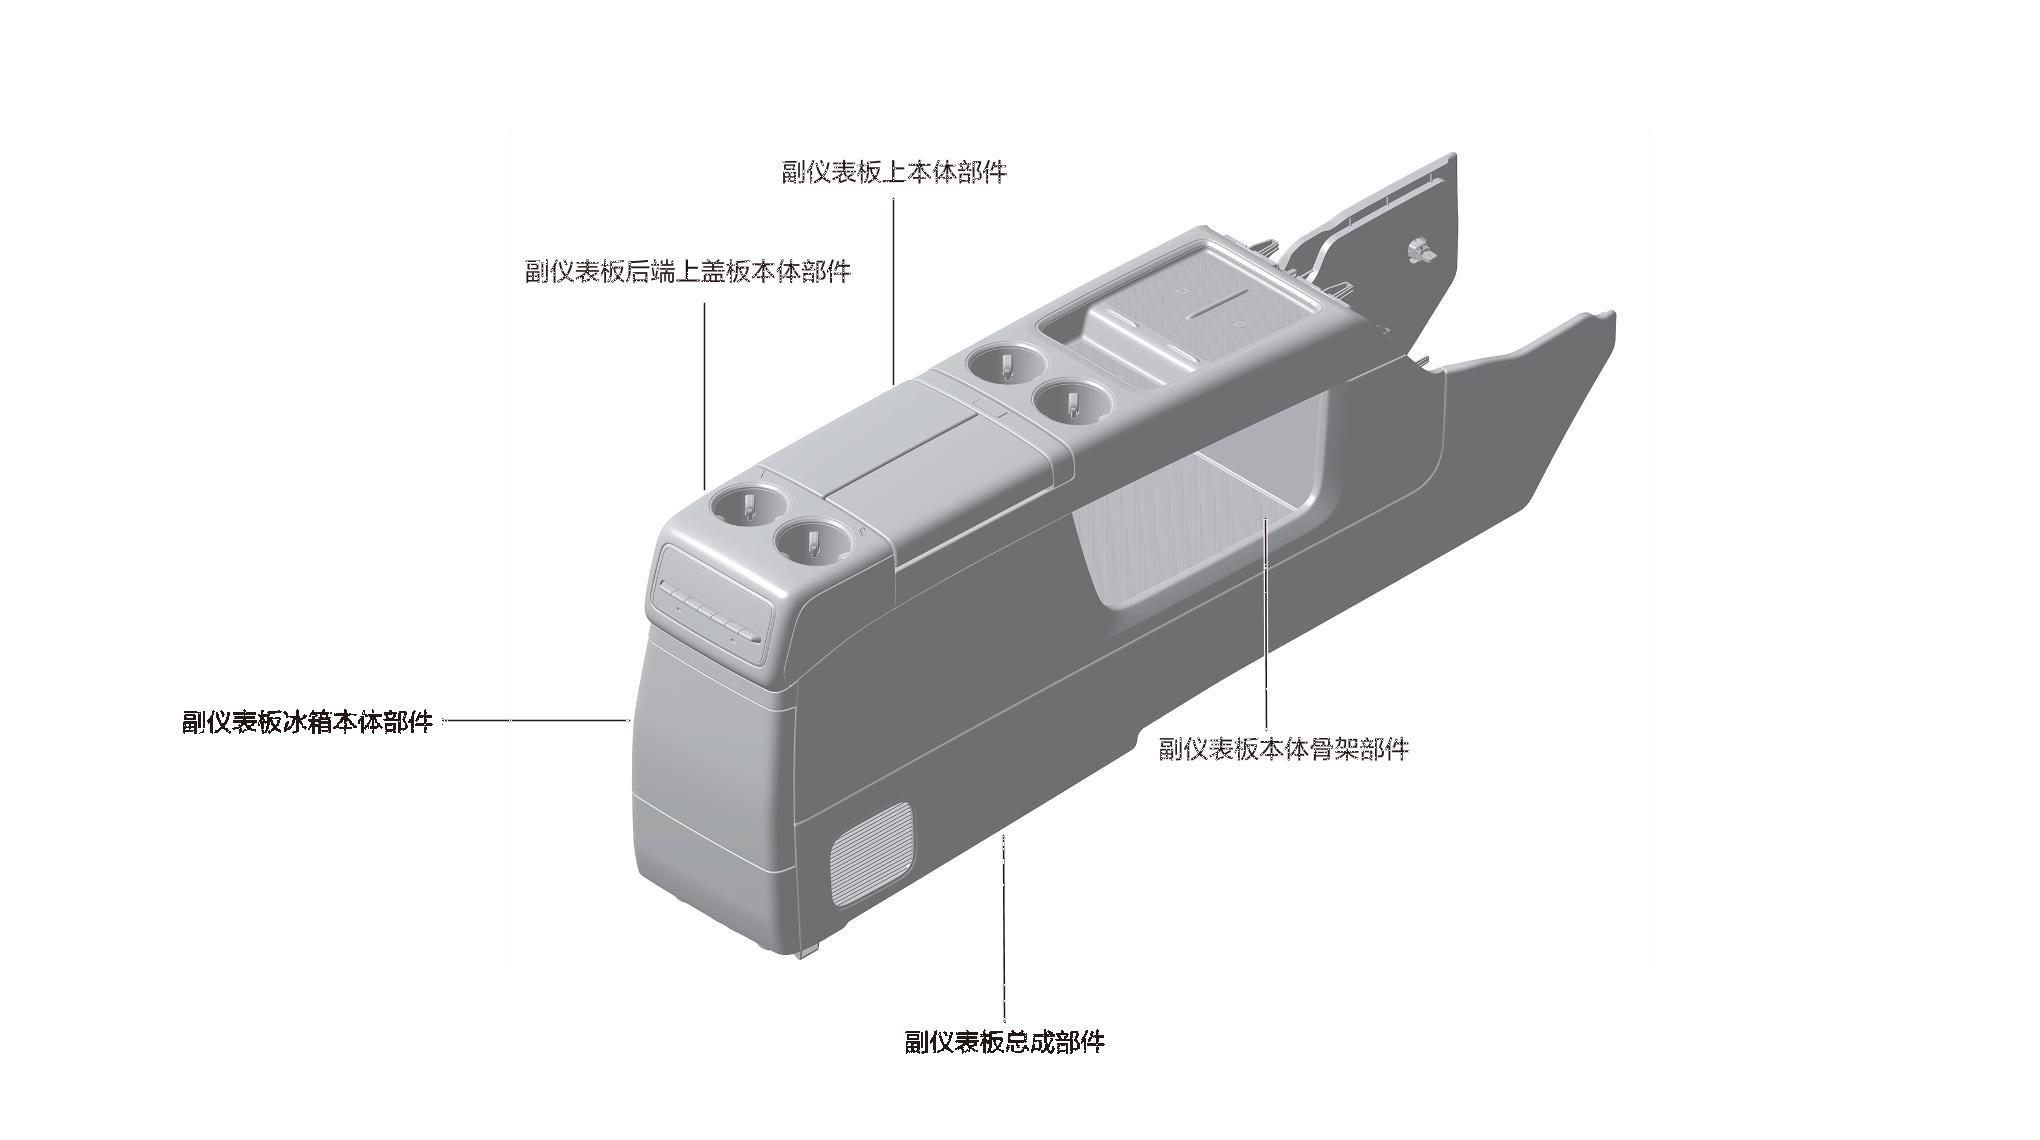 副仪表板上本体部件
副仪表板后端上盖板本体部件
副仪表板冰箱本体部件
副仪表板本体骨架部件
副仪表板总成部件